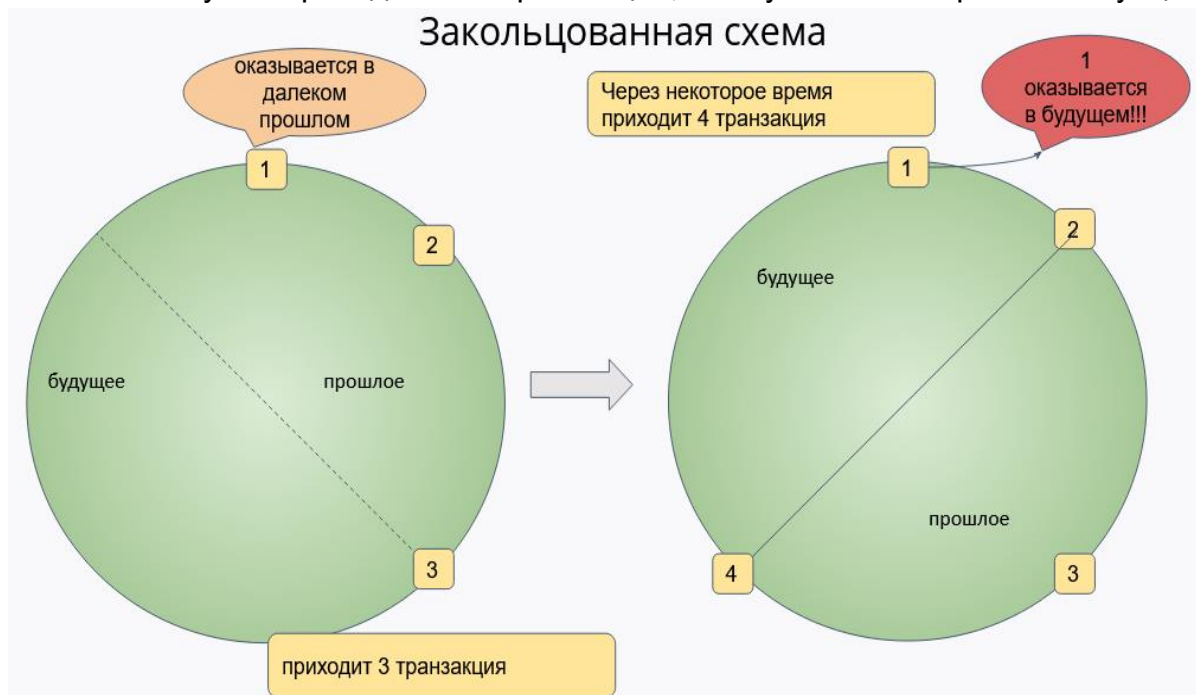 Закольцованная схема
оказывается в
далеком
прошлом
1
2
будущее
прошлое
3
приходит 3 транзакция
Через некоторое время
приходит 4 транзакция
1
оказывается
в будущем!!!
1
2
будущее
прошлое
4
3